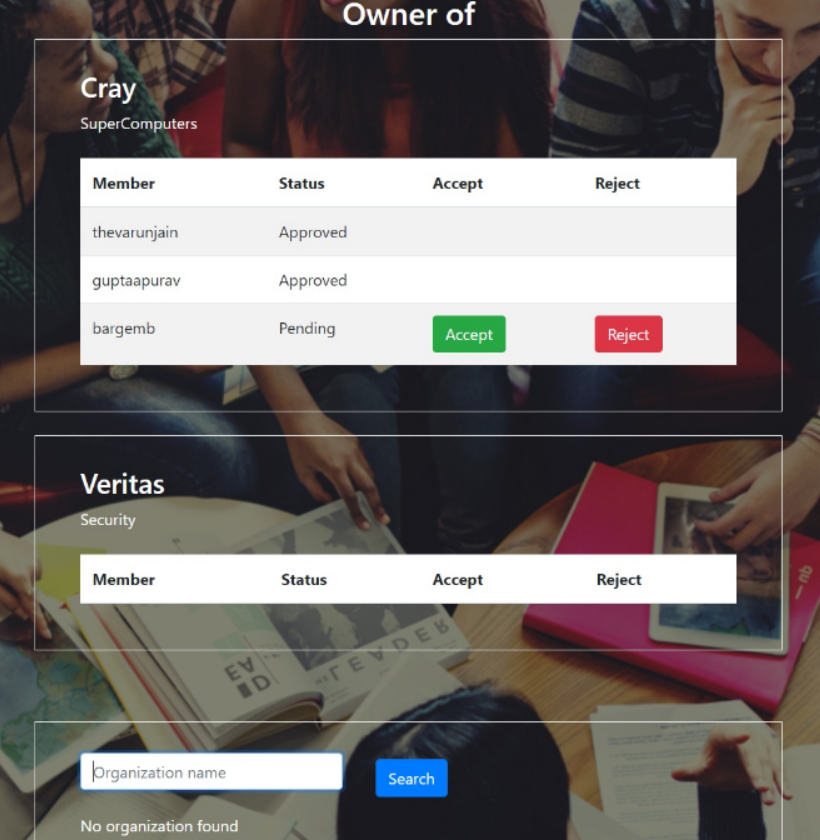 Owner of
Cray
SuperComputers
Member Status Accept Reject
thevarunjain Approved
guptaapurav Approved
bargemb Pending Accept Reject
Veritas
Security
Member Status Accept Reject
LEADER
Organization name Search
No organization found